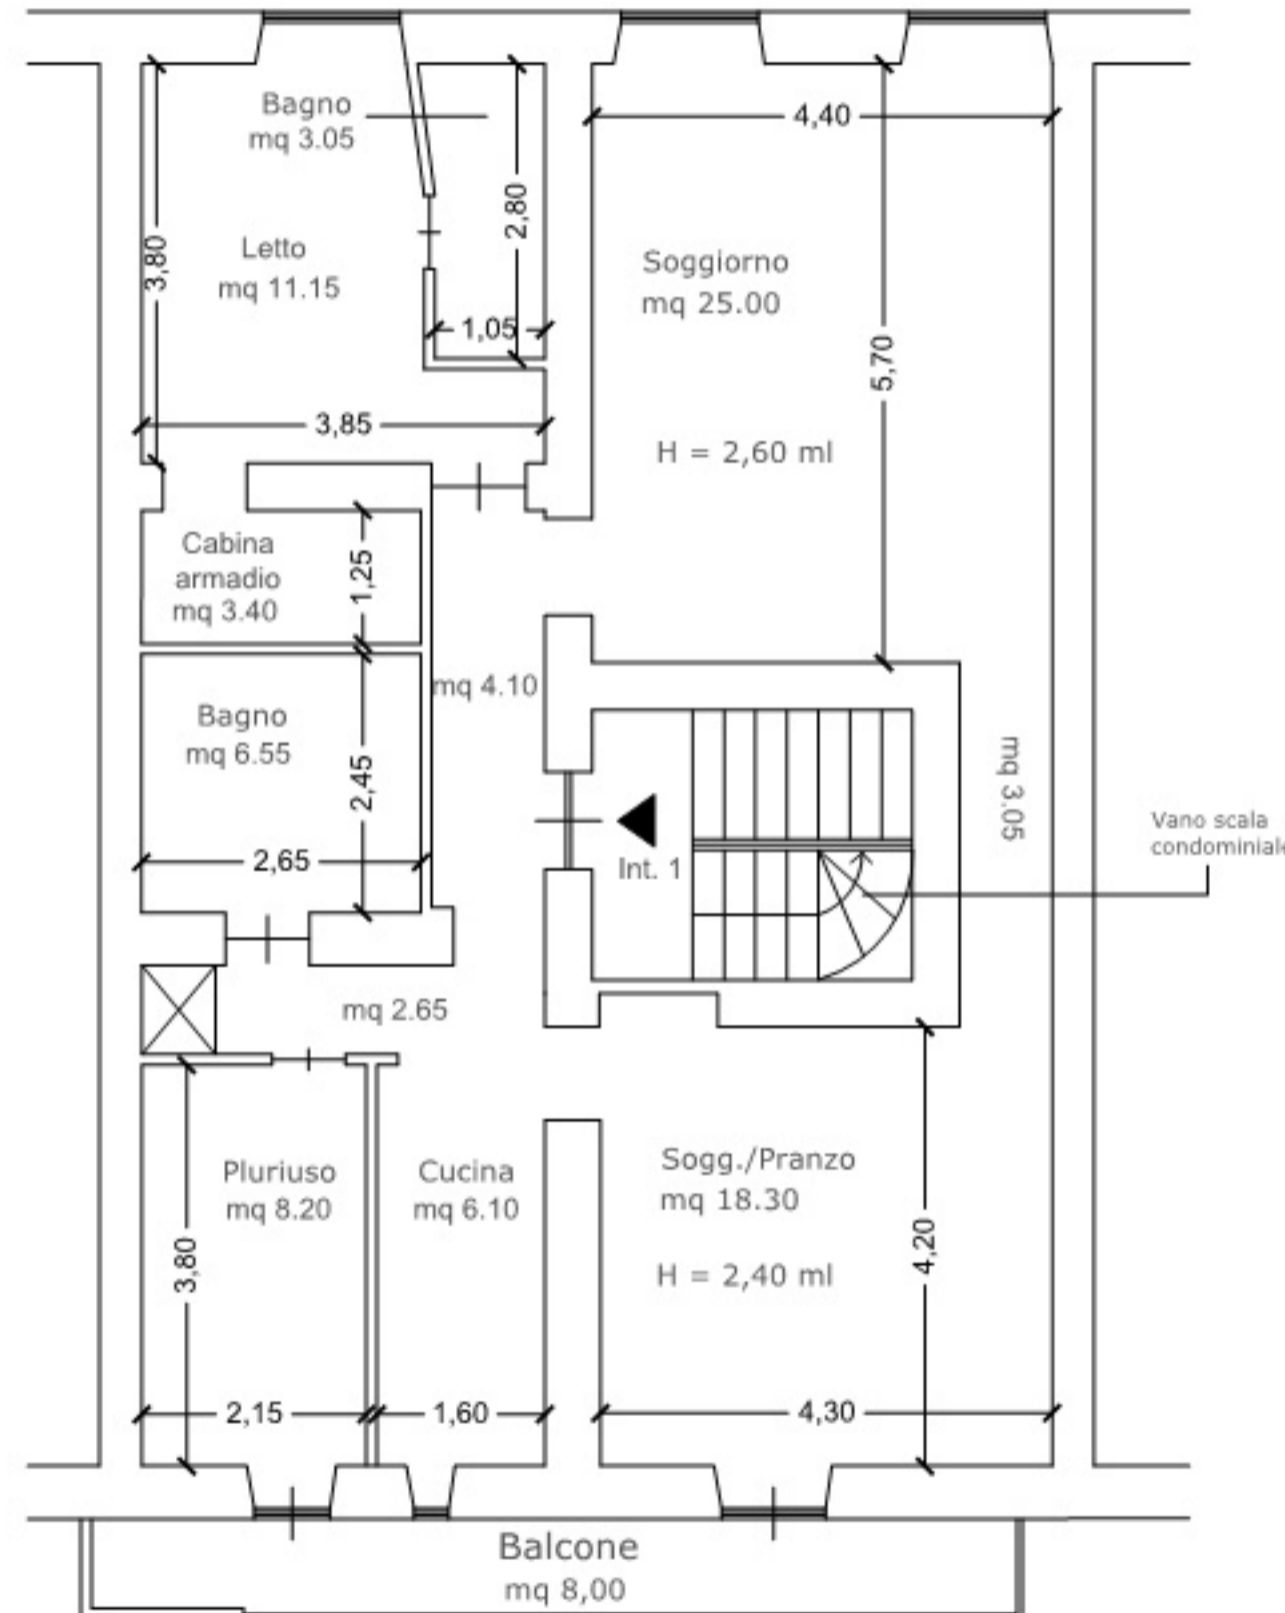 Bagno
mq 3.05
4,40
2,80
3,80
Letto
mq 11.15
Soggiorno
mq 25.00
1,05
5,70
3,85
H = 2,60 ml
Cabina
armadio
mq 3.40
1,25
mq 4.10
Bagno
mq 6.55
2,45
mq 3.05
Vano scala
condominiale
2,65
Int. 1
mq 2.65
Pluriuso
mq 8.20
Cucina
mq 6.10
Sogg./Pranzo
mq 18.30
3,80
4,20
H = 2,40 ml
2,15
1,60
4,30
Balcone
mq 8,00